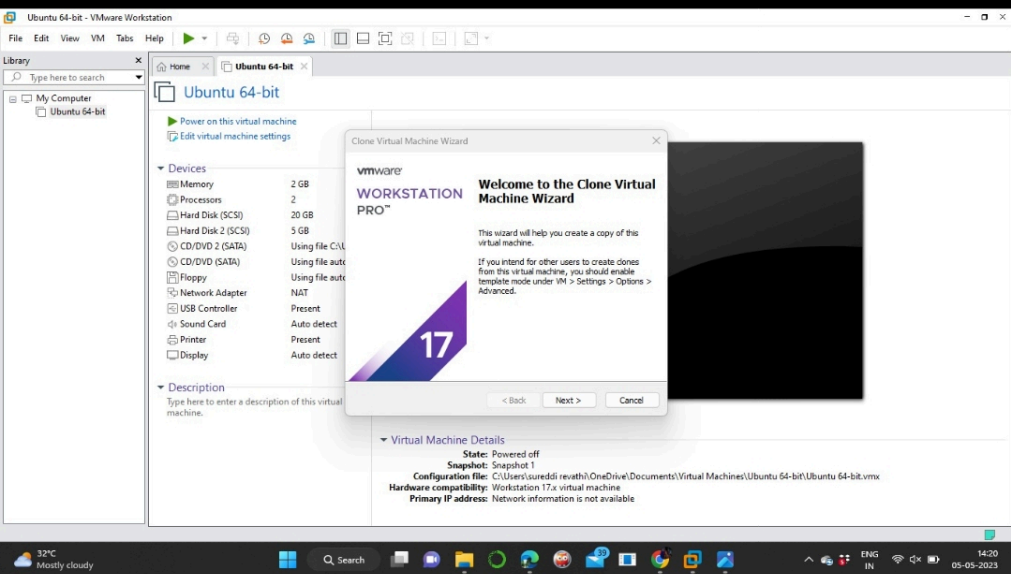 Ubuntu 64-bit - VMware Workstation
File Edit View VM Tabs Help
Library
Type here to search
My Computer
Ubuntu 64-bit
Home
Ubuntu 64-bit
Ubuntu 64-bit
Power on this virtual machine
Edit virtual machine settings
Devices
Memory 2 GB
Processors 2
Hard Disk (SCSI) 20 GB
Hard Disk 2 (SCSI) 5 GB
CD/DVD 2 (SATA) Using file C:\U
CD/DVD (SATA) Using file auto
Floppy Using file auto
Network Adapter NAT
USB Controller Present
Sound Card Auto detect
Printer Present
Display Auto detect
Description
Type here to enter a description of this virtual
machine.
Clone Virtual Machine Wizard
vmware
WORKSTATION
PRO™
17
Welcome to the Clone Virtual
Machine Wizard
This wizard will help you create a copy of this
virtual machine.
If you intend for other users to create clones
from this virtual machine, you should enable
template mode under VM > Settings > Options >
Advanced.
< Back Next > Cancel
Virtual Machine Details
State: Powered off
Snapshot: Snapshot 1
Configuration file: C:\Users\sureddi revathi\OneDrive\Documents\Virtual Machines\Ubuntu 64-bit\Ubuntu 64-bit.vmx
Hardware compatibility: Workstation 17.x virtual machine
Primary IP address: Network information is not available
32°C
Mostly cloudy
Search
39
ENG
IN
14:20
05-05-2023